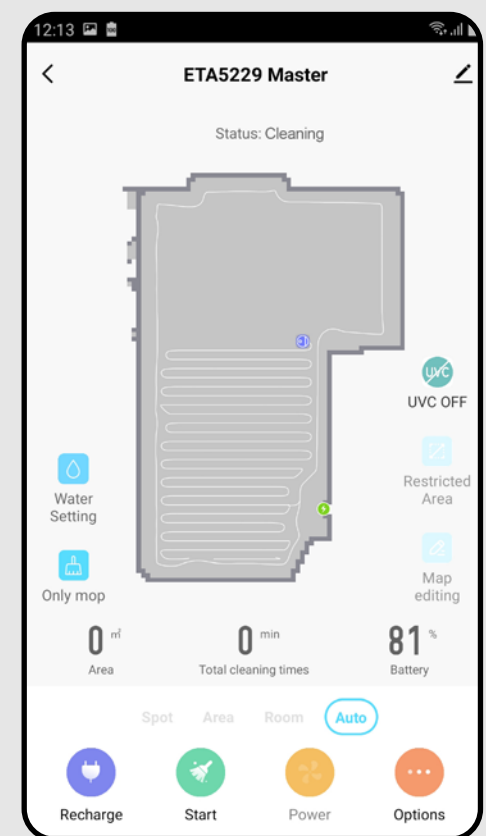 12:13
ETA5229 Master
Status: Cleaning
UVC
UVC OFF
Water
Setting
Restricted
Area
Only mop
Map
editing
0 ㎡
0 min
81 %
Area
Total cleaning times
Battery
Spot Area Room Auto
Recharge Start Power Options